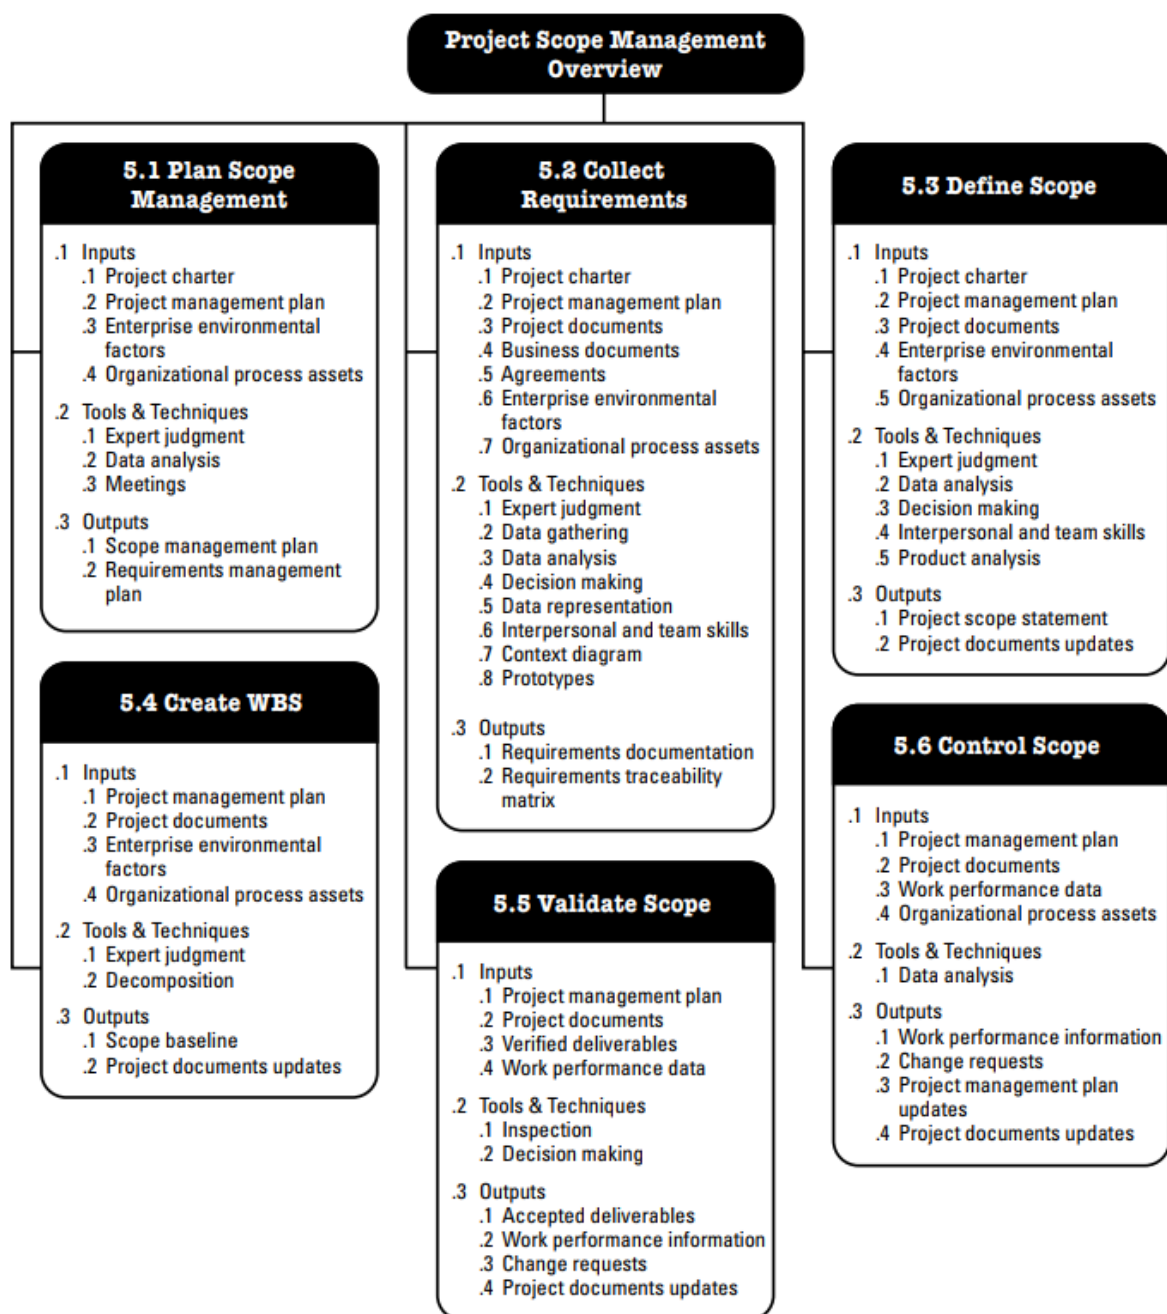 Project Scope Management
Overview
5.1 Plan Scope
Management
.1 Inputs
.1 Project charter
.2 Project management plan
.3 Enterprise environmental
factors
.4 Organizational process assets
.2 Tools & Techniques
.1 Expert judgment
.2 Data analysis
.3 Meetings
.3 Outputs
.1 Scope management plan
.2 Requirements management
plan
5.2 Collect
Requirements
.1 Inputs
.1 Project charter
.2 Project management plan
.3 Project documents
.4 Business documents
.5 Agreements
.6 Enterprise environmental
factors
.7 Organizational process assets
.2 Tools & Techniques
.1 Expert judgment
.2 Data gathering
.3 Data analysis
.4 Decision making
.5 Data representation
.6 Interpersonal and team skills
.7 Context diagram
.8 Prototypes
.3 Outputs
.1 Requirements documentation
.2 Requirements traceability
matrix
5.3 Define Scope
.1 Inputs
.1 Project charter
.2 Project management plan
.3 Project documents
.4 Enterprise environmental
factors
.5 Organizational process assets
.2 Tools & Techniques
.1 Expert judgment
.2 Data analysis
.3 Decision making
.4 Interpersonal and team skills
.5 Product analysis
.3 Outputs
.1 Project scope statement
.2 Project documents updates
5.4 Create WBS
.1 Inputs
.1 Project management plan
.2 Project documents
.3 Enterprise environmental
factors
.4 Organizational process assets
.2 Tools & Techniques
.1 Expert judgment
.2 Decomposition
.3 Outputs
.1 Scope baseline
.2 Project documents updates
5.5 Validate Scope
.1 Inputs
.1 Project management plan
.2 Project documents
.3 Verified deliverables
.4 Work performance data
.2 Tools & Techniques
.1 Inspection
.2 Decision making
.3 Outputs
.1 Accepted deliverables
.2 Work performance information
.3 Change requests
.4 Project documents updates
5.6 Control Scope
.1 Inputs
.1 Project management plan
.2 Project documents
.3 Work performance data
.4 Organizational process assets
.2 Tools & Techniques
.1 Data analysis
.3 Outputs
.1 Work performance information
.2 Change requests
.3 Project management plan
updates
.4 Project documents updates